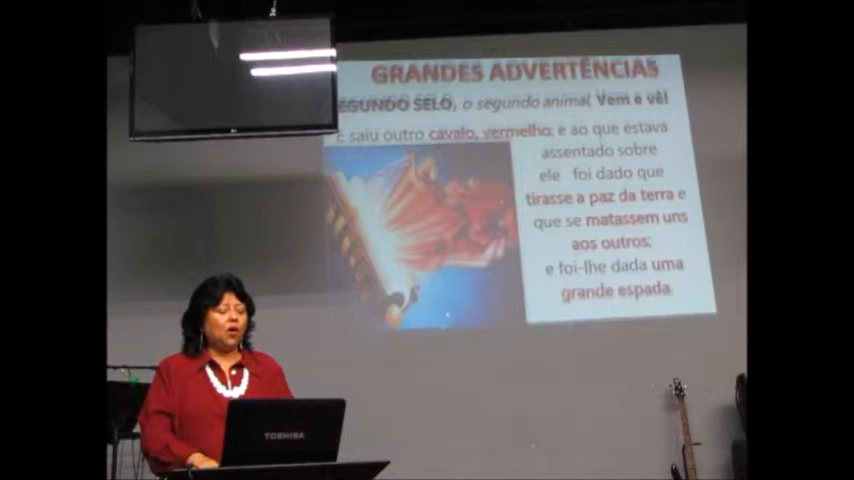 GRANDES ADVERTÊNCIAS
EGUNDO SELO, o segundo animal, Vem e vê!
E saiu outro cavalo, vermelho; e ao que estava
assentado sobre
ele foi dado que
tirasse a paz da terra e
que se matassem uns
aos outros;
e foi-lhe dada uma
grande espada.
TOSHIBA